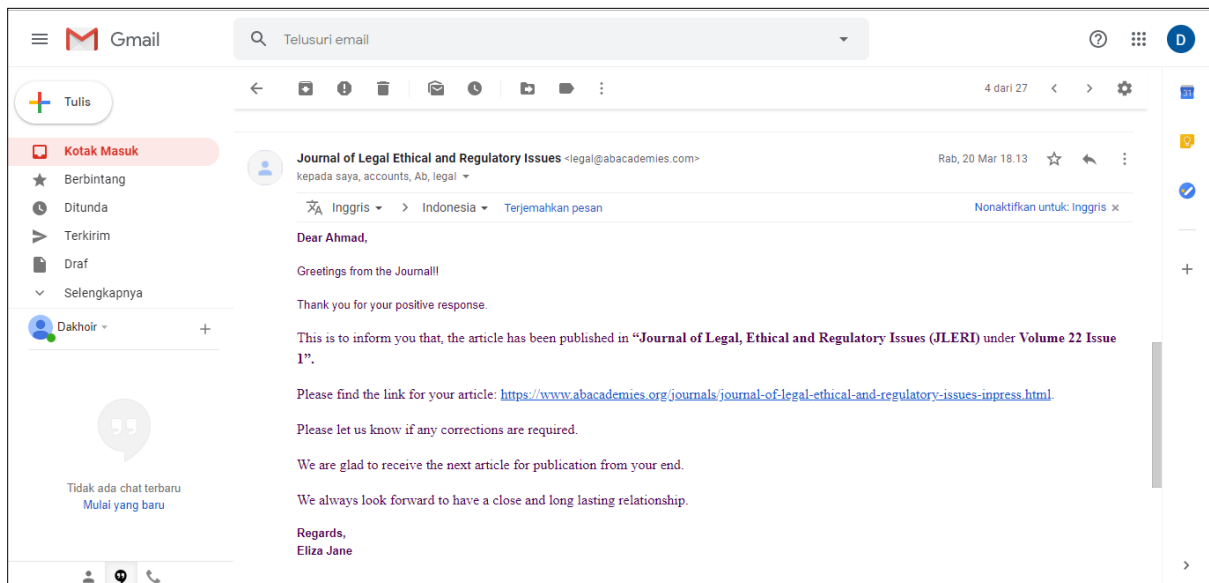 Gmail
Telusuri email
D
Tulis
4 dari 27
31
Kotak Masuk
Berbintang
Ditunda
Terkirim
Draf
Selengkapnya
Dakhoir
Tidak ada chat terbaru
Mulai yang baru
Journal of Legal Ethical and Regulatory Issues <legal@abacademies.com>
Rab, 20 Mar 18.13
kepada saya, accounts, Ab, legal
Inggris > Indonesia Terjemahkan pesan
Nonaktifkan untuk: Inggris ×
Dear Ahmad,
Greetings from the Journal!!
Thank you for your positive response.
This is to inform you that, the article has been published in “Journal of Legal, Ethical and Regulatory Issues (JLERI) under Volume 22 Issue
1”.
Please find the link for your article: https://www.abacademies.org/journals/journal-of-legal-ethical-and-regulatory-issues-inpress.html.
Please let us know if any corrections are required.
We are glad to receive the next article for publication from your end.
We always look forward to have a close and long lasting relationship.
Regards,
Eliza Jane